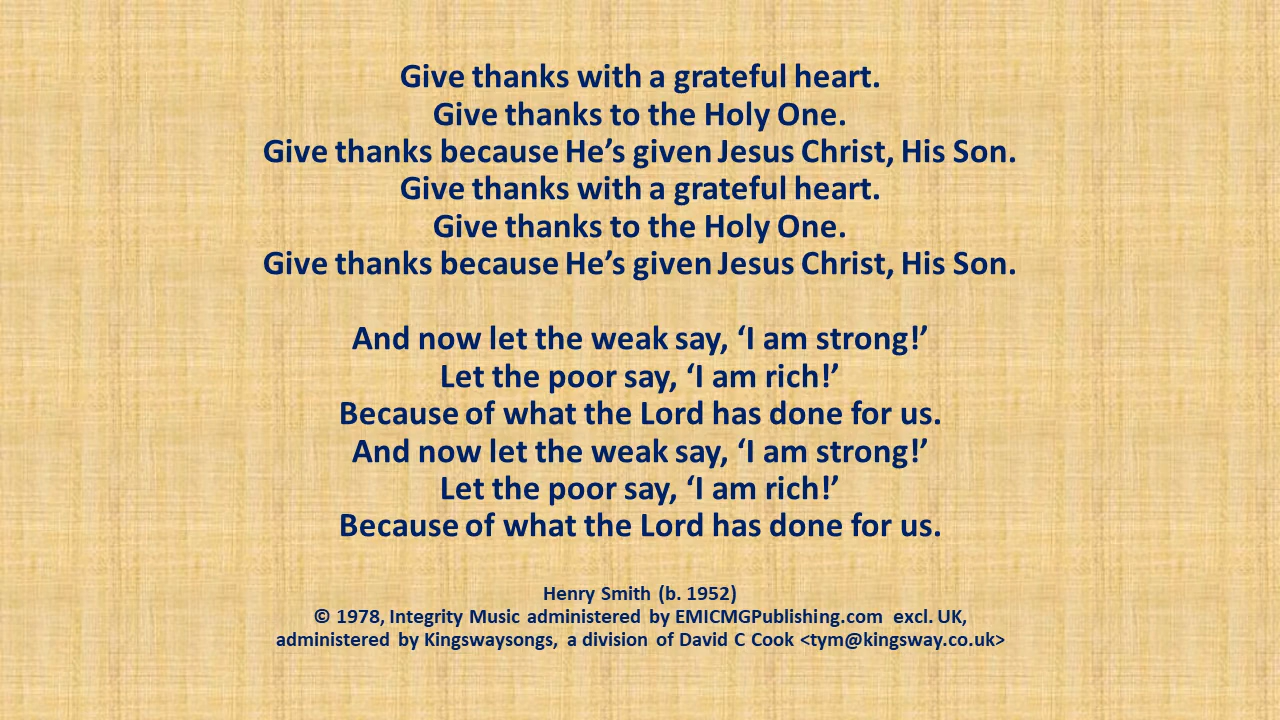 Give thanks with a grateful heart.
Give thanks to the Holy One.
Give thanks because He’s given Jesus Christ, His Son.
Give thanks with a grateful heart.
Give thanks to the Holy One.
Give thanks because He’s given Jesus Christ, His Son.
And now let the weak say, ‘I am strong!’
Let the poor say, ‘I am rich!’
Because of what the Lord has done for us.
And now let the weak say, ‘I am strong!’
Let the poor say, ‘I am rich!’
Because of what the Lord has done for us.
Henry Smith (b. 1952)
© 1978, Integrity Music administered by EMICMGPublishing.com excl. UK,
administered by Kingswaysongs, a division of David C Cook <tym@kingsway.co.uk>